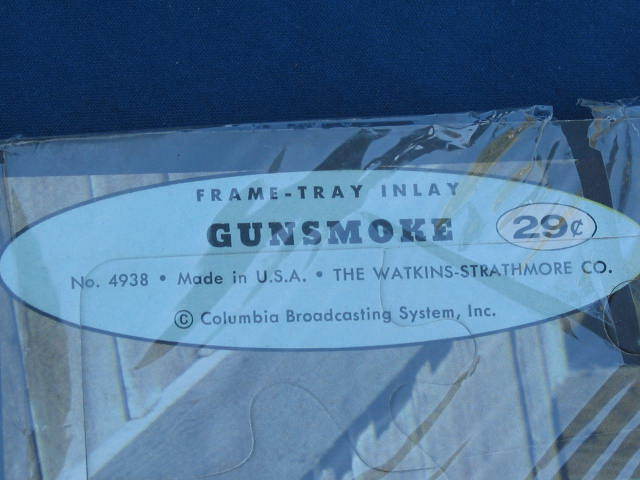 FRAME-TRAY INLAY
GUNSMOKE 29¢
No. 4938 • Made in U.S.A. • THE WATKINS-STRATHMORE CO.
© Columbia Broadcasting System, Inc.